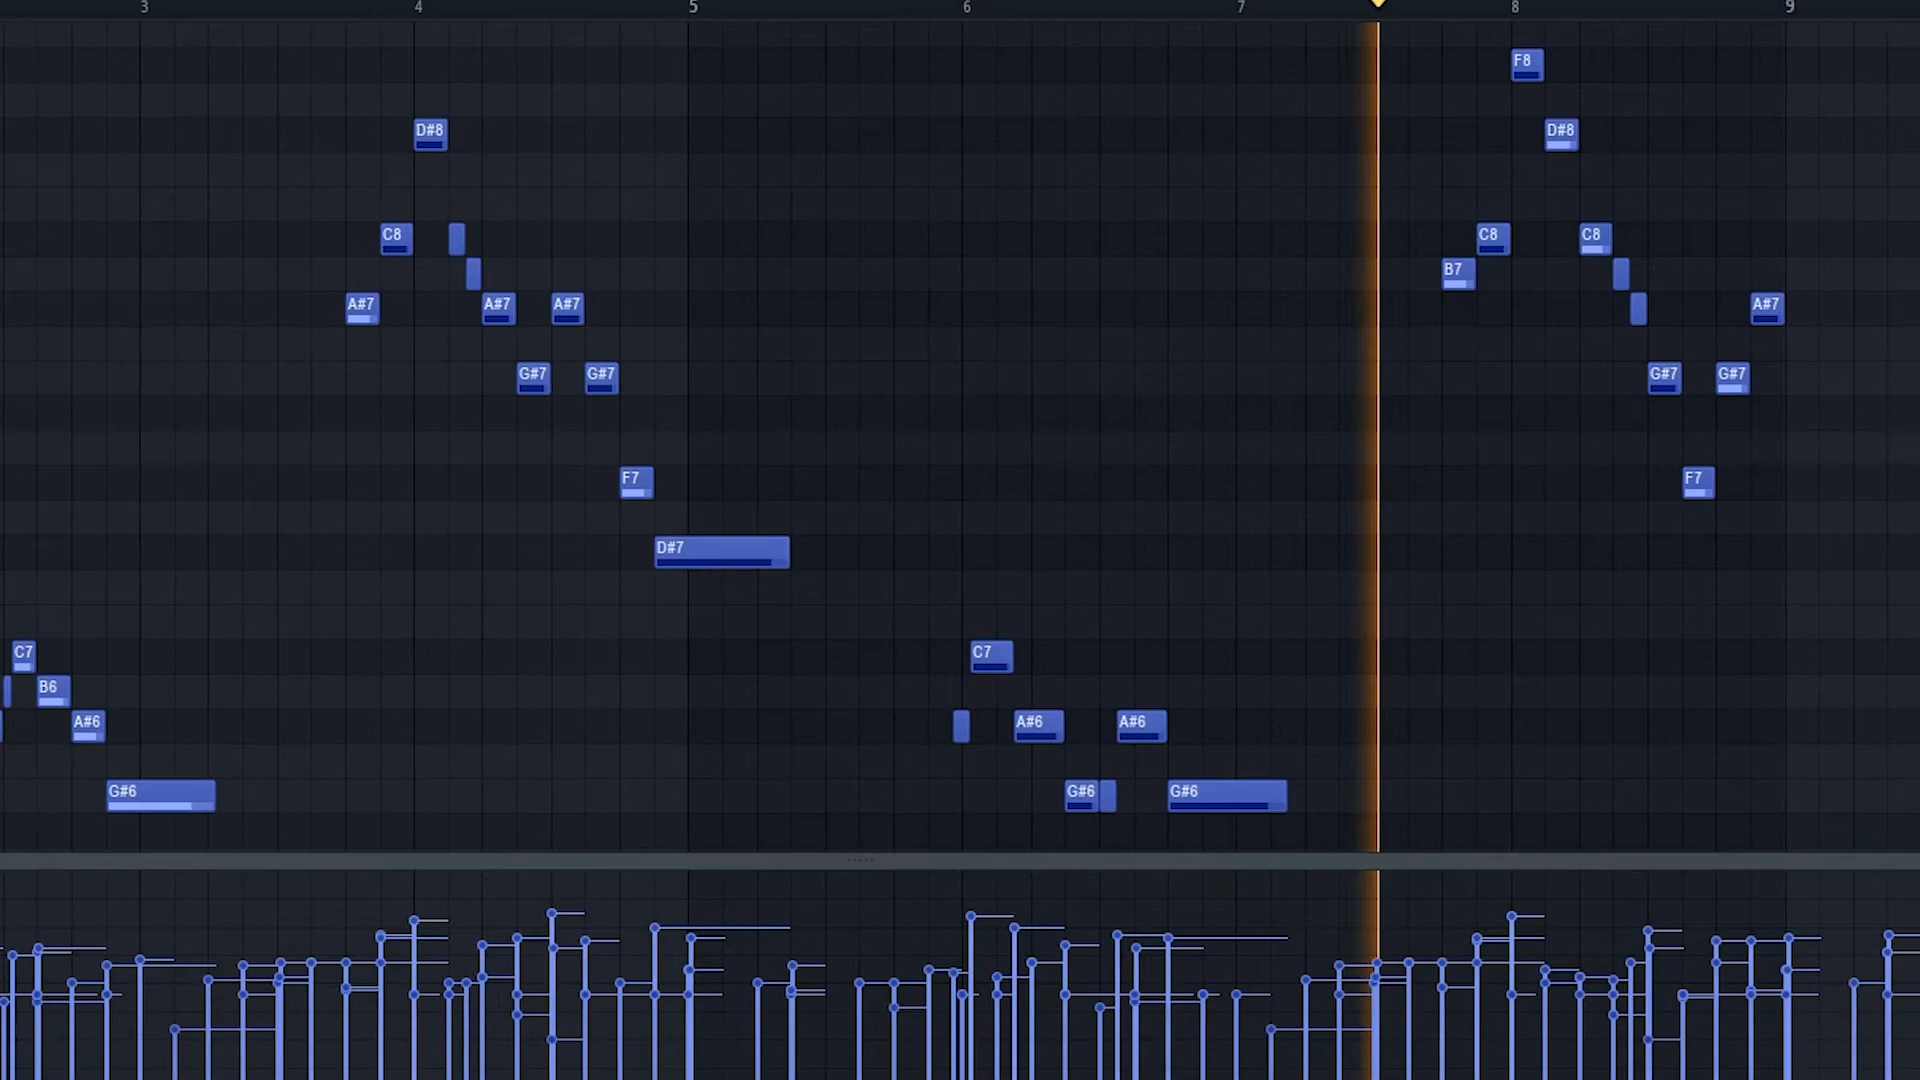 3 4 5 6 7 8 9
F8
D#8 D#8
C8 C8 C8
B7
A#7 A#7 A#7 A#7
G#7 G#7 G#7 G#7
F7 F7
D#7
C7 C7
B6
A#6 A#6 A#6
G#6 G#6 G#6